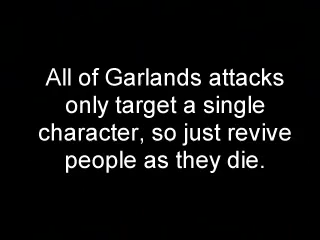 All of Garlands attacks
only target a single
character, so just revive
people as they die.